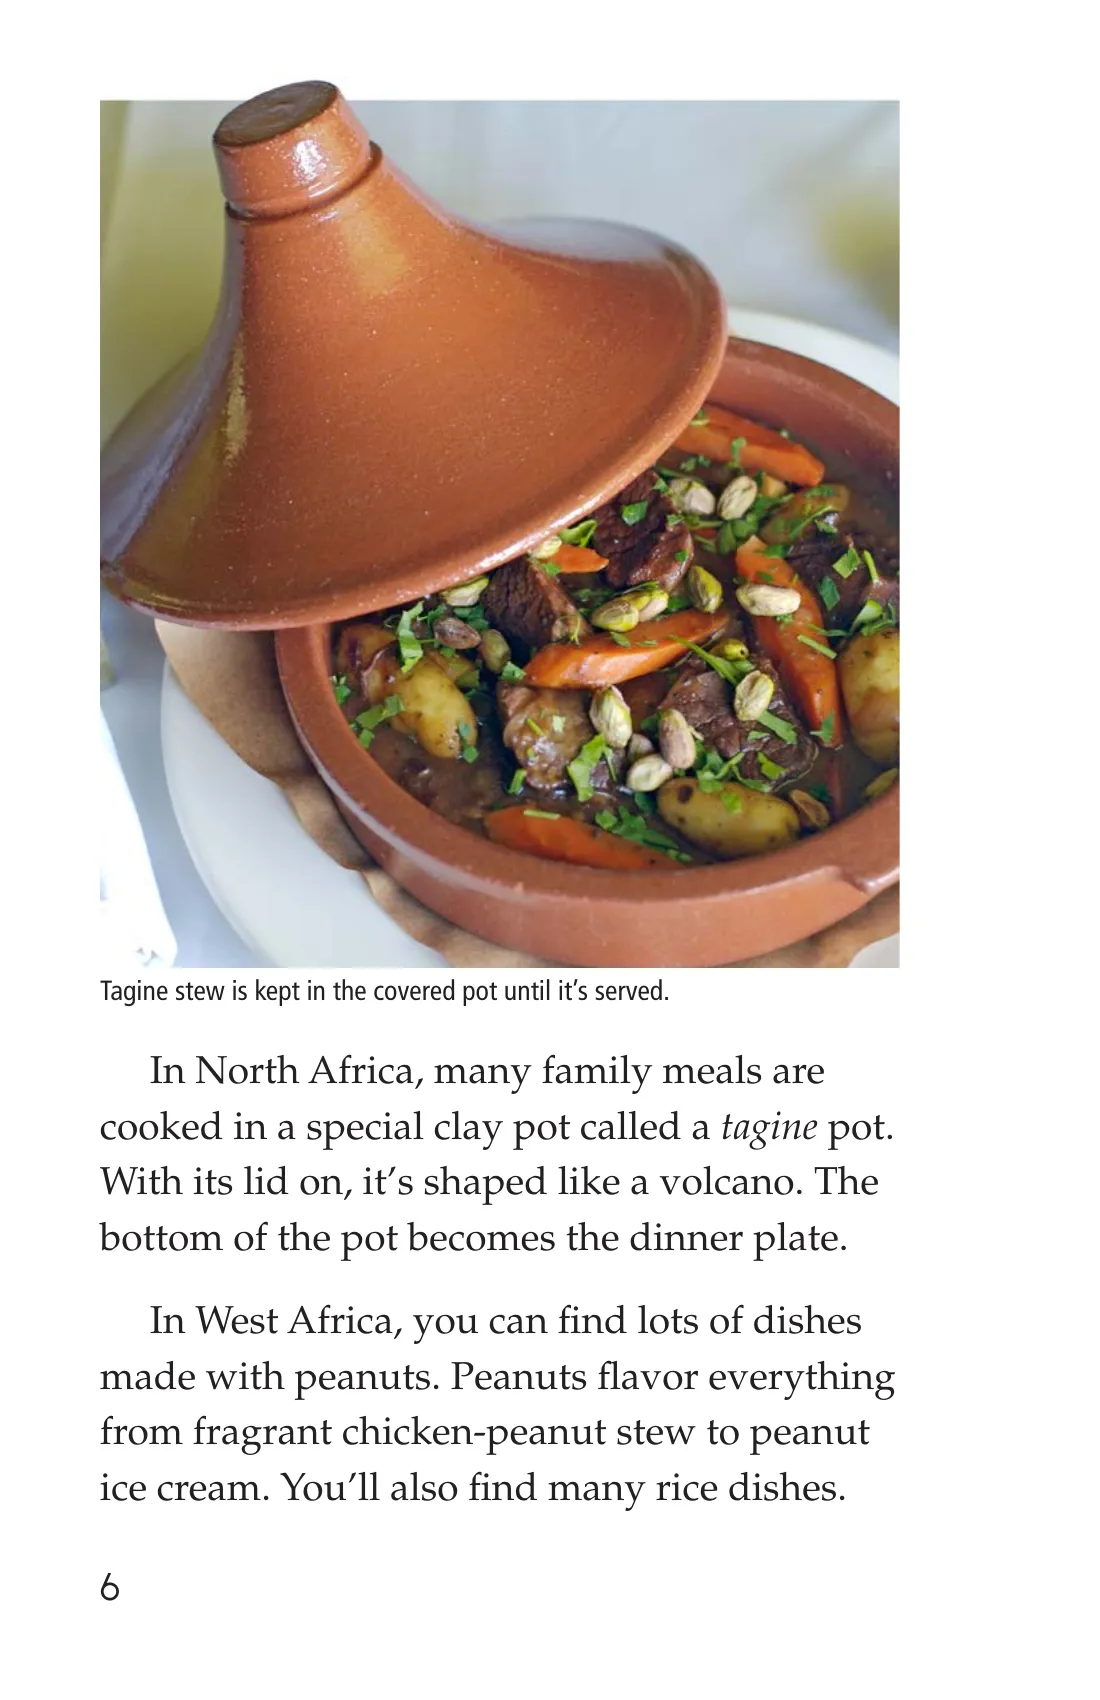 Tagine stew is kept in the covered pot until it’s served.
In North Africa, many family meals are
cooked in a special clay pot called a tagine pot.
With its lid on, it’s shaped like a volcano. The
bottom of the pot becomes the dinner plate.
In West Africa, you can find lots of dishes
made with peanuts. Peanuts flavor everything
from fragrant chicken-peanut stew to peanut
ice cream. You’ll also find many rice dishes.
6